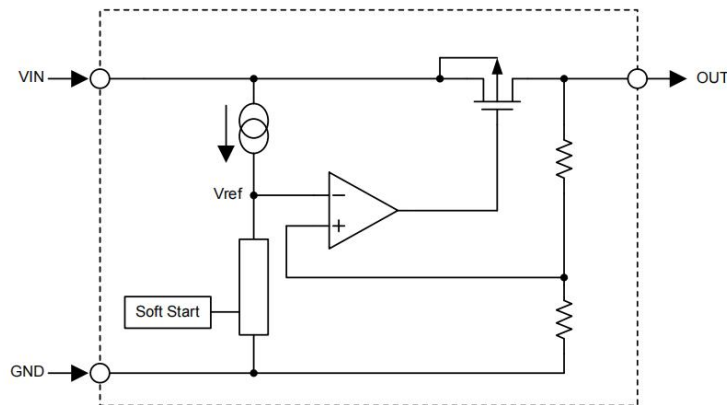 VIN
OUT
Vref
−
+
Soft Start
GND